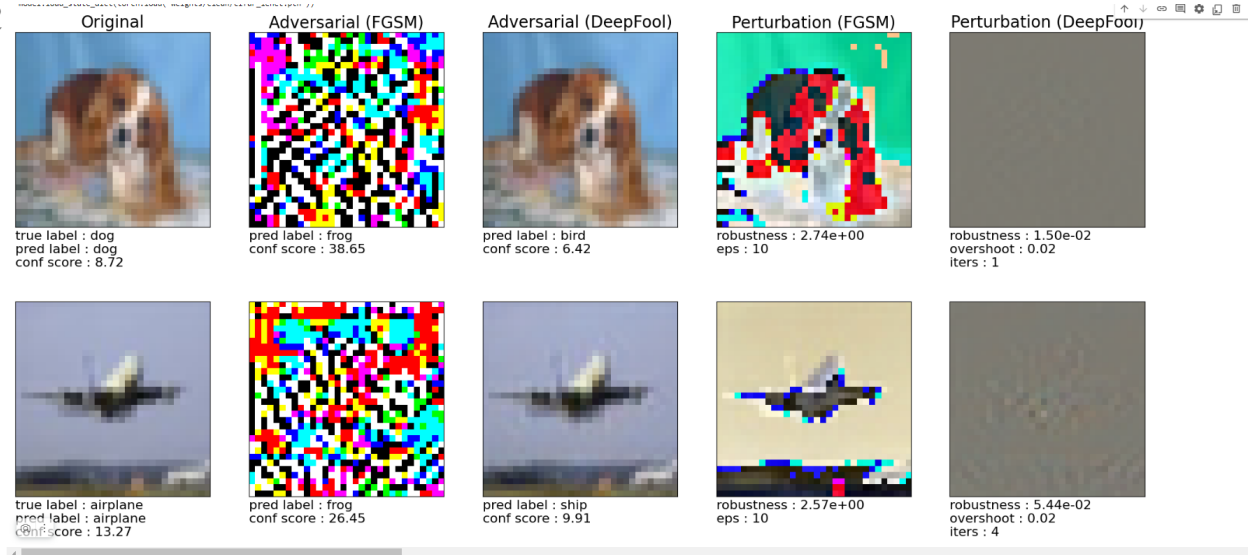 Original
Adversarial (FGSM)
Adversarial (DeepFool)
Perturbation (FGSM)
Perturbation (DeepFool)
true label : dog
pred label : dog
conf score : 8.72
pred label : frog
conf score : 38.65
pred label : bird
conf score : 6.42
robustness : 2.74e+00
eps : 10
robustness : 1.50e-02
overshoot : 0.02
iters : 1
true label : airplane
pred label : airplane
conf score : 13.27
pred label : frog
conf score : 26.45
pred label : ship
conf score : 9.91
robustness : 2.57e+00
eps : 10
robustness : 5.44e-02
overshoot : 0.02
iters : 4